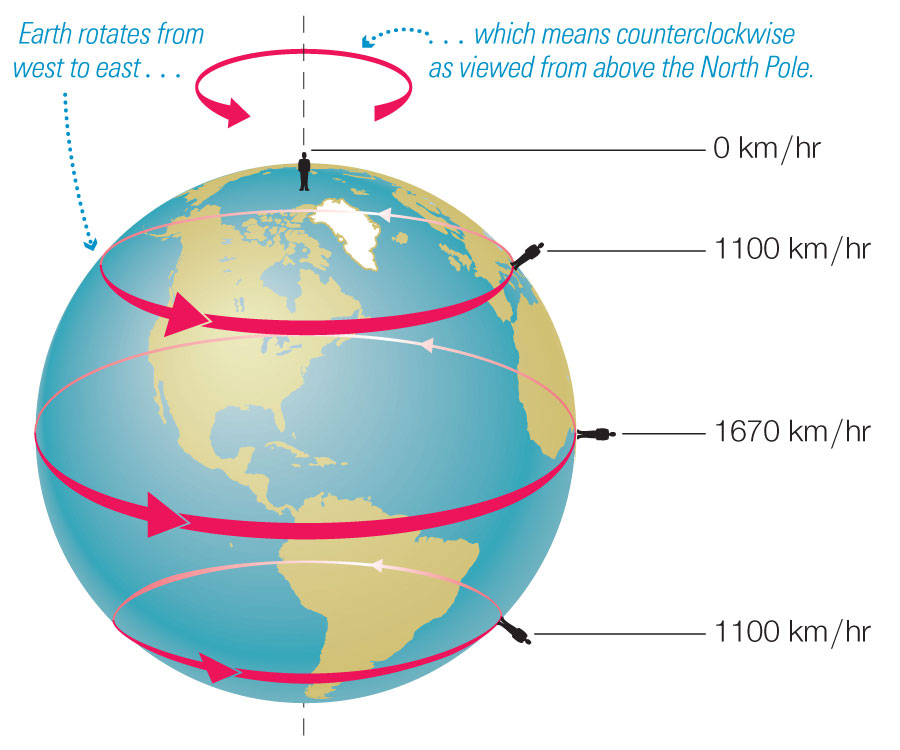 Earth rotates from
west to east . . .
. . . which means counterclockwise
as viewed from above the North Pole.
0 km/hr
1100 km/hr
1670 km/hr
1100 km/hr